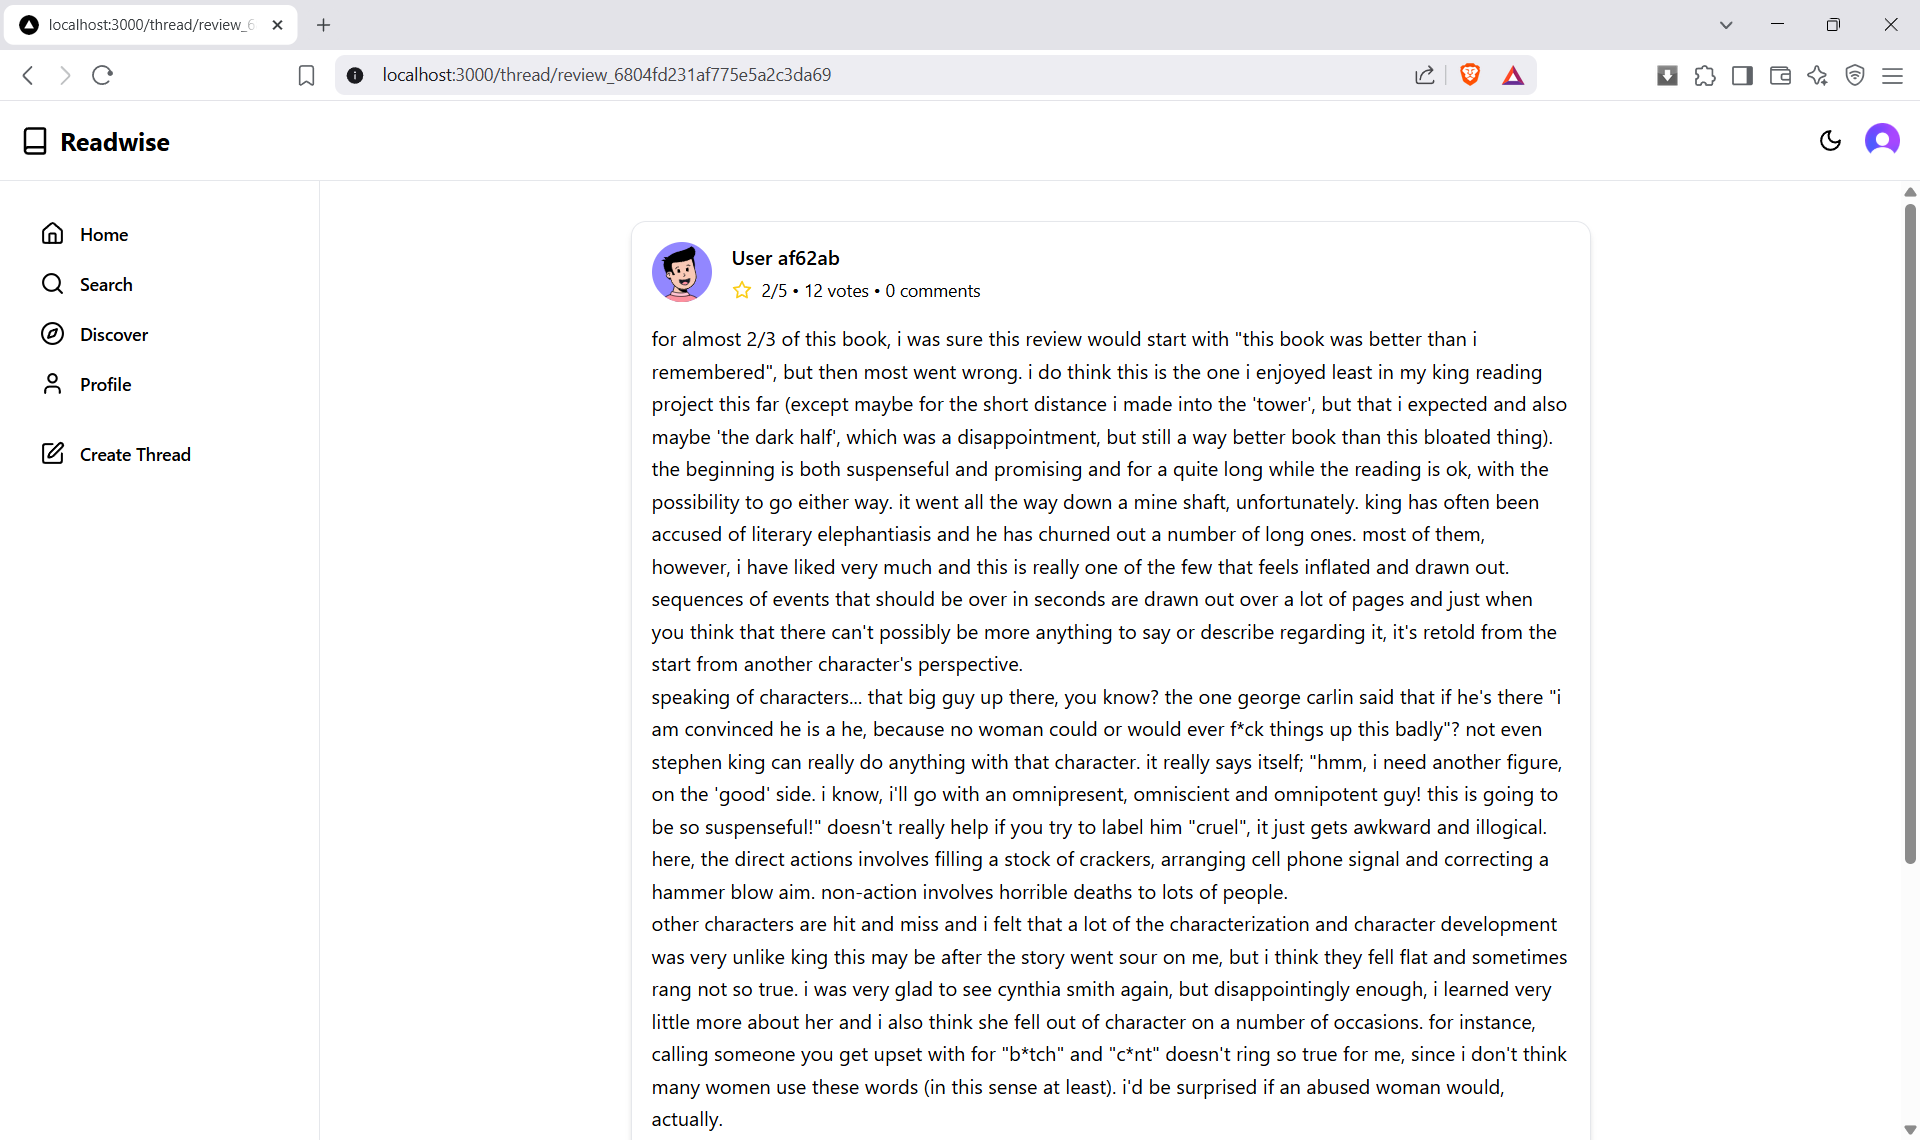 localhost:3000/thread/review_6
localhost:3000/thread/review_6804fd231af775e5a2c3da69
Readwise
Home
Search
Discover
Profile
Create Thread
User af62ab
2/5 • 12 votes • 0 comments
for almost 2/3 of this book, i was sure this review would start with "this book was better than i
remembered", but then most went wrong. i do think this is the one i enjoyed least in my king reading
project this far (except maybe for the short distance i made into the 'tower', but that i expected and also
maybe 'the dark half', which was a disappointment, but still a way better book than this bloated thing).
the beginning is both suspenseful and promising and for a quite long while the reading is ok, with the
possibility to go either way. it went all the way down a mine shaft, unfortunately. king has often been
accused of literary elephantiasis and he has churned out a number of long ones. most of them,
however, i have liked very much and this is really one of the few that feels inflated and drawn out.
sequences of events that should be over in seconds are drawn out over a lot of pages and just when
you think that there can't possibly be more anything to say or describe regarding it, it's retold from the
start from another character's perspective.
speaking of characters... that big guy up there, you know? the one george carlin said that if he's there "i
am convinced he is a he, because no woman could or would ever f*ck things up this badly"? not even
stephen king can really do anything with that character. it really says itself; "hmm, i need another figure,
on the 'good' side. i know, i'll go with an omnipresent, omniscient and omnipotent guy! this is going to
be so suspenseful!" doesn't really help if you try to label him "cruel", it just gets awkward and illogical.
here, the direct actions involves filling a stock of crackers, arranging cell phone signal and correcting a
hammer blow aim. non-action involves horrible deaths to lots of people.
other characters are hit and miss and i felt that a lot of the characterization and character development
was very unlike king this may be after the story went sour on me, but i think they fell flat and sometimes
rang not so true. i was very glad to see cynthia smith again, but disappointingly enough, i learned very
little more about her and i also think she fell out of character on a number of occasions. for instance,
calling someone you get upset with for "b*tch" and "c*nt" doesn't ring so true for me, since i don't think
many women use these words (in this sense at least). i'd be surprised if an abused woman would,
actually.